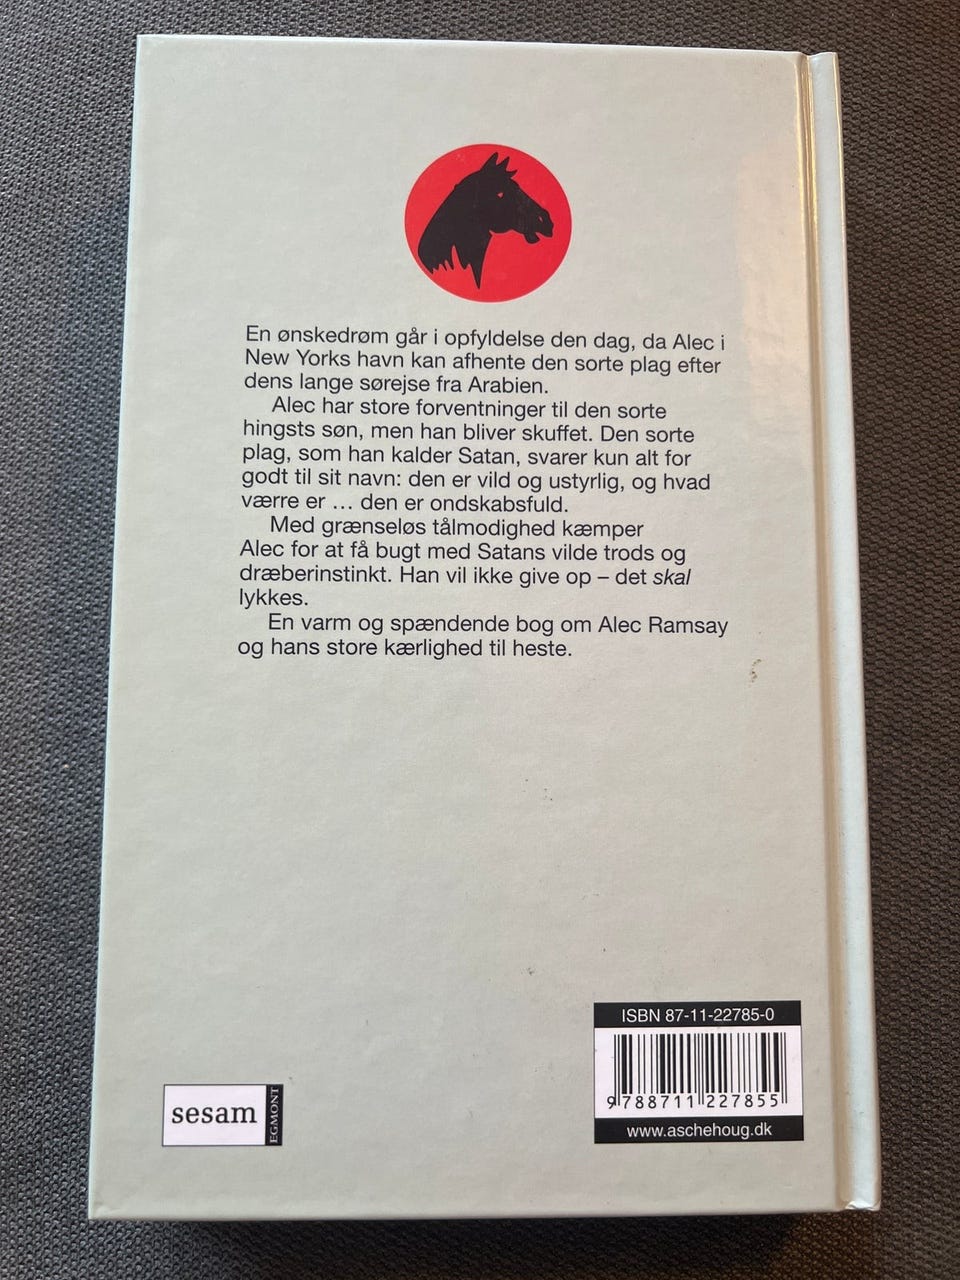 En ønskedrøm går i opfyldelse den dag, da Alec i
New Yorks havn kan afhente den sorte plag efter
dens lange sørejse fra Arabien.
Alec har store forventninger til den sorte
hingsts søn, men han bliver skuffet. Den sorte
plag, som han kalder Satan, svarer kun alt for
godt til sit navn: den er vild og ustyrlig, og hvad
værre er … den er ondskabsfuld.
Med grænseløs tålmodighed kæmper
Alec for at få bugt med Satans vilde trods og
dræberinstinkt. Han vil ikke give op – det skal
lykkes.
En varm og spændende bog om Alec Ramsay
og hans store kærlighed til heste.
ISBN 87-11-22785-0
9 788711 227855
www.aschehoug.dk
sesam
EGMONT